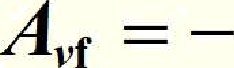 A_vf = −